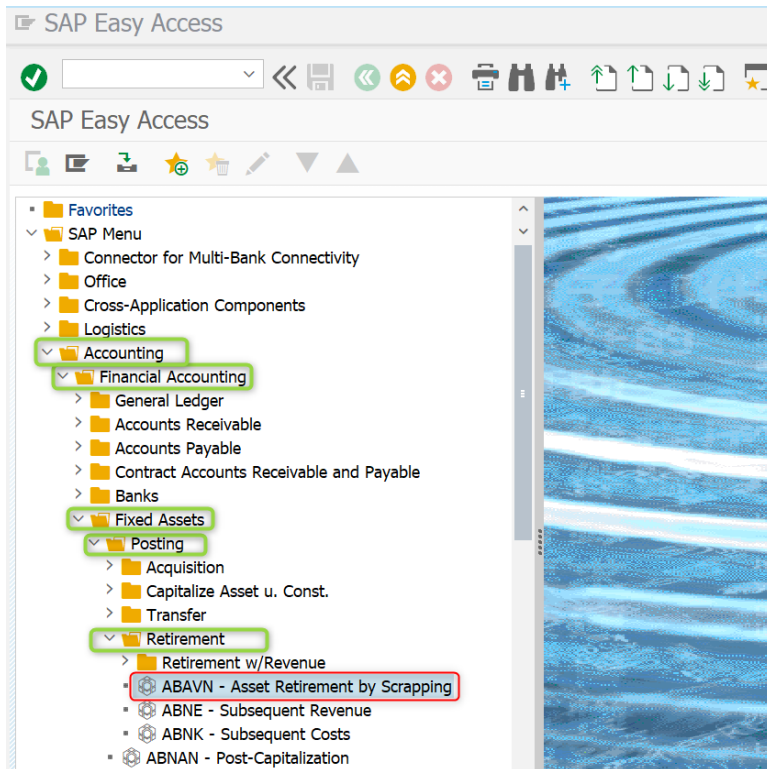 SAP Easy Access
SAP Easy Access
Favorites
SAP Menu
Connector for Multi-Bank Connectivity
Office
Cross-Application Components
Logistics
Accounting
Financial Accounting
General Ledger
Accounts Receivable
Accounts Payable
Contract Accounts Receivable and Payable
Banks
Fixed Assets
Posting
Acquisition
Capitalize Asset u. Const.
Transfer
Retirement
Retirement w/Revenue
ABAVN - Asset Retirement by Scrapping
ABNE - Subsequent Revenue
ABNK - Subsequent Costs
ABNAN - Post-Capitalization